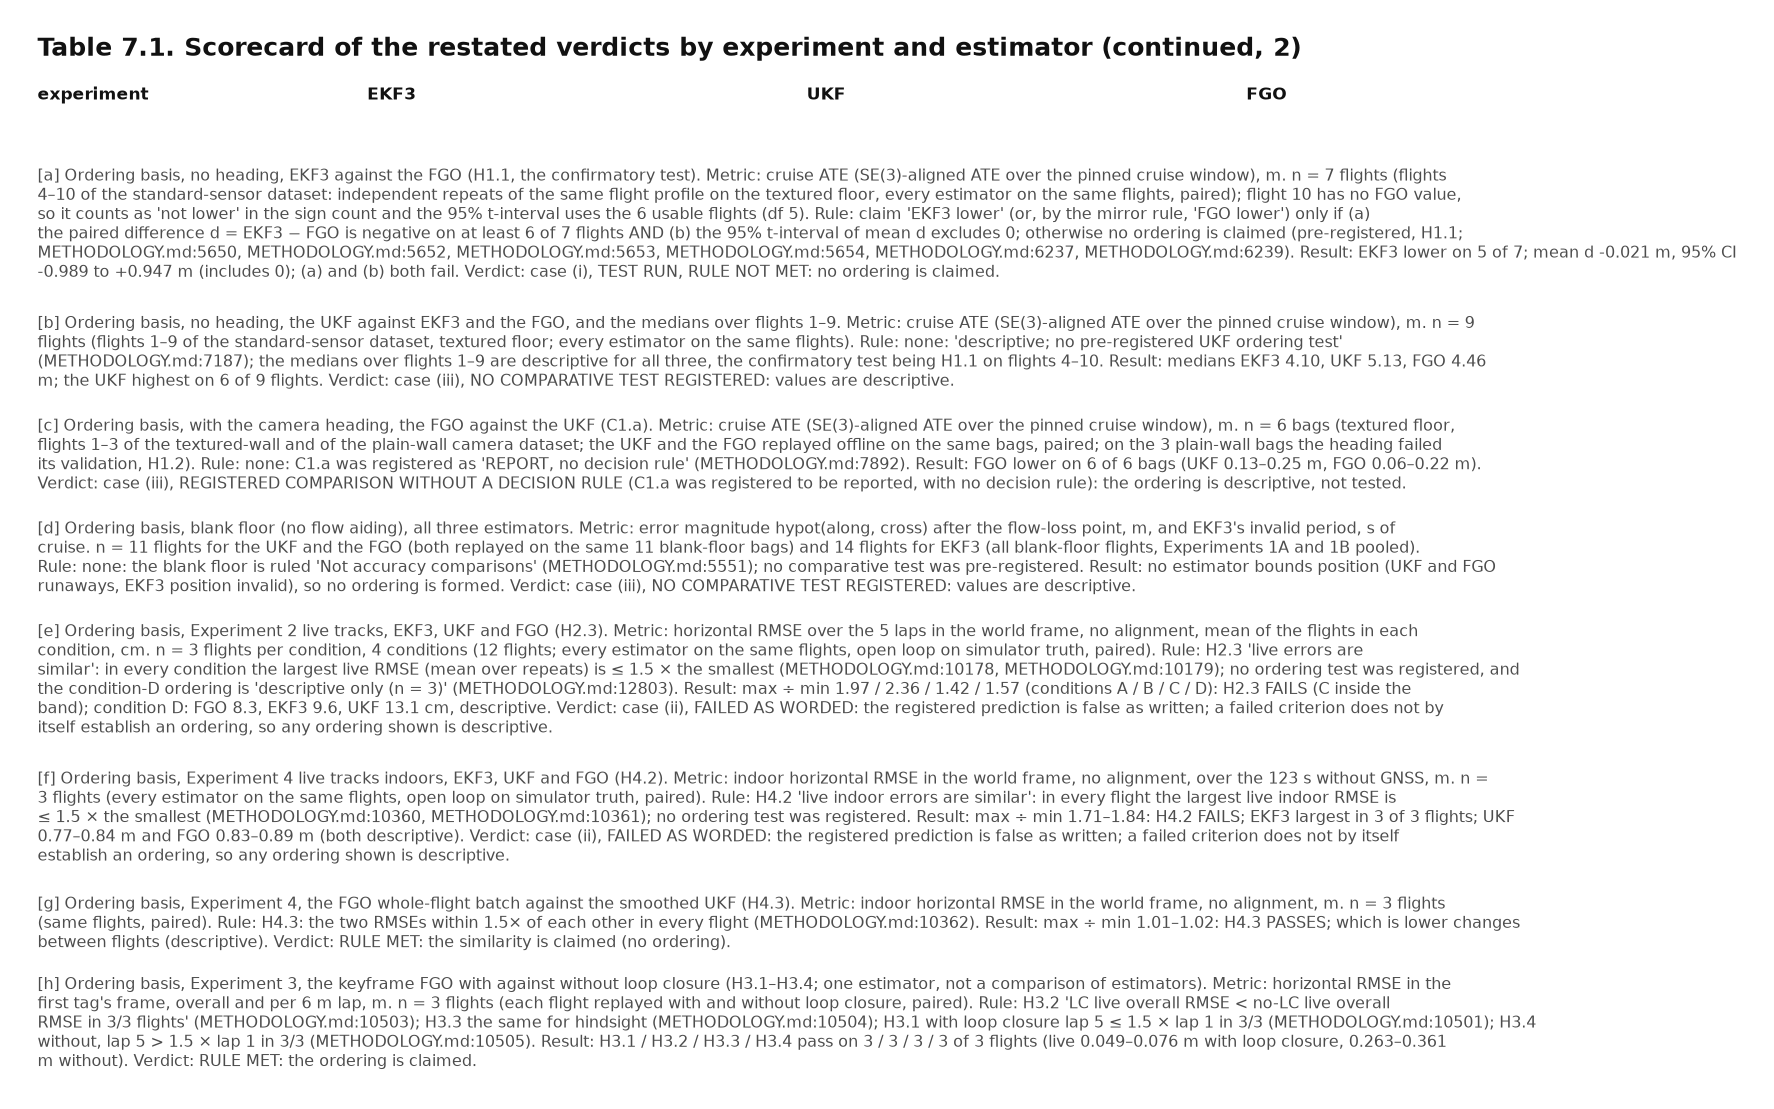 Table 7.1. Scorecard of the restated verdicts by experiment and estimator (continued, 2)
experiment EKF3 UKF FGO
[a] Ordering basis, no heading, EKF3 against the FGO (H1.1, the confirmatory test). Metric: cruise ATE (SE(3)-aligned ATE over the pinned cruise window), m. n = 7 flights (flights
4–10 of the standard-sensor dataset: independent repeats of the same flight profile on the textured floor, every estimator on the same flights, paired); flight 10 has no FGO value,
so it counts as 'not lower' in the sign count and the 95% t-interval uses the 6 usable flights (df 5). Rule: claim 'EKF3 lower' (or, by the mirror rule, 'FGO lower') only if (a)
the paired difference d = EKF3 − FGO is negative on at least 6 of 7 flights AND (b) the 95% t-interval of mean d excludes 0; otherwise no ordering is claimed (pre-registered, H1.1;
METHODOLOGY.md:5650, METHODOLOGY.md:5652, METHODOLOGY.md:5653, METHODOLOGY.md:5654, METHODOLOGY.md:6237, METHODOLOGY.md:6239). Result: EKF3 lower on 5 of 7; mean d -0.021 m, 95% CI
-0.989 to +0.947 m (includes 0); (a) and (b) both fail. Verdict: case (i), TEST RUN, RULE NOT MET: no ordering is claimed.
[b] Ordering basis, no heading, the UKF against EKF3 and the FGO, and the medians over flights 1–9. Metric: cruise ATE (SE(3)-aligned ATE over the pinned cruise window), m. n = 9
flights (flights 1–9 of the standard-sensor dataset, textured floor; every estimator on the same flights). Rule: none: 'descriptive; no pre-registered UKF ordering test'
(METHODOLOGY.md:7187); the medians over flights 1–9 are descriptive for all three, the confirmatory test being H1.1 on flights 4–10. Result: medians EKF3 4.10, UKF 5.13, FGO 4.46
m; the UKF highest on 6 of 9 flights. Verdict: case (iii), NO COMPARATIVE TEST REGISTERED: values are descriptive.
[c] Ordering basis, with the camera heading, the FGO against the UKF (C1.a). Metric: cruise ATE (SE(3)-aligned ATE over the pinned cruise window), m. n = 6 bags (textured floor,
flights 1–3 of the textured-wall and of the plain-wall camera dataset; the UKF and the FGO replayed offline on the same bags, paired; on the 3 plain-wall bags the heading failed
its validation, H1.2). Rule: none: C1.a was registered as 'REPORT, no decision rule' (METHODOLOGY.md:7892). Result: FGO lower on 6 of 6 bags (UKF 0.13–0.25 m, FGO 0.06–0.22 m).
Verdict: case (iii), REGISTERED COMPARISON WITHOUT A DECISION RULE (C1.a was registered to be reported, with no decision rule): the ordering is descriptive, not tested.
[d] Ordering basis, blank floor (no flow aiding), all three estimators. Metric: error magnitude hypot(along, cross) after the flow-loss point, m, and EKF3's invalid period, s of
cruise. n = 11 flights for the UKF and the FGO (both replayed on the same 11 blank-floor bags) and 14 flights for EKF3 (all blank-floor flights, Experiments 1A and 1B pooled).
Rule: none: the blank floor is ruled 'Not accuracy comparisons' (METHODOLOGY.md:5551); no comparative test was pre-registered. Result: no estimator bounds position (UKF and FGO
runaways, EKF3 position invalid), so no ordering is formed. Verdict: case (iii), NO COMPARATIVE TEST REGISTERED: values are descriptive.
[e] Ordering basis, Experiment 2 live tracks, EKF3, UKF and FGO (H2.3). Metric: horizontal RMSE over the 5 laps in the world frame, no alignment, mean of the flights in each
condition, cm. n = 3 flights per condition, 4 conditions (12 flights; every estimator on the same flights, open loop on simulator truth, paired). Rule: H2.3 'live errors are
similar': in every condition the largest live RMSE (mean over repeats) is ≤ 1.5 × the smallest (METHODOLOGY.md:10178, METHODOLOGY.md:10179); no ordering test was registered, and
the condition-D ordering is 'descriptive only (n = 3)' (METHODOLOGY.md:12803). Result: max ÷ min 1.97 / 2.36 / 1.42 / 1.57 (conditions A / B / C / D): H2.3 FAILS (C inside the
band); condition D: FGO 8.3, EKF3 9.6, UKF 13.1 cm, descriptive. Verdict: case (ii), FAILED AS WORDED: the registered prediction is false as written; a failed criterion does not by
itself establish an ordering, so any ordering shown is descriptive.
[f] Ordering basis, Experiment 4 live tracks indoors, EKF3, UKF and FGO (H4.2). Metric: indoor horizontal RMSE in the world frame, no alignment, over the 123 s without GNSS, m. n =
3 flights (every estimator on the same flights, open loop on simulator truth, paired). Rule: H4.2 'live indoor errors are similar': in every flight the largest live indoor RMSE is
≤ 1.5 × the smallest (METHODOLOGY.md:10360, METHODOLOGY.md:10361); no ordering test was registered. Result: max ÷ min 1.71–1.84: H4.2 FAILS; EKF3 largest in 3 of 3 flights; UKF
0.77–0.84 m and FGO 0.83–0.89 m (both descriptive). Verdict: case (ii), FAILED AS WORDED: the registered prediction is false as written; a failed criterion does not by itself
establish an ordering, so any ordering shown is descriptive.
[g] Ordering basis, Experiment 4, the FGO whole-flight batch against the smoothed UKF (H4.3). Metric: indoor horizontal RMSE in the world frame, no alignment, m. n = 3 flights
(same flights, paired). Rule: H4.3: the two RMSEs within 1.5× of each other in every flight (METHODOLOGY.md:10362). Result: max ÷ min 1.01–1.02: H4.3 PASSES; which is lower changes
between flights (descriptive). Verdict: RULE MET: the similarity is claimed (no ordering).
[h] Ordering basis, Experiment 3, the keyframe FGO with against without loop closure (H3.1–H3.4; one estimator, not a comparison of estimators). Metric: horizontal RMSE in the
first tag's frame, overall and per 6 m lap, m. n = 3 flights (each flight replayed with and without loop closure, paired). Rule: H3.2 'LC live overall RMSE < no-LC live overall
RMSE in 3/3 flights' (METHODOLOGY.md:10503); H3.3 the same for hindsight (METHODOLOGY.md:10504); H3.1 with loop closure lap 5 ≤ 1.5 × lap 1 in 3/3 (METHODOLOGY.md:10501); H3.4
without, lap 5 > 1.5 × lap 1 in 3/3 (METHODOLOGY.md:10505). Result: H3.1 / H3.2 / H3.3 / H3.4 pass on 3 / 3 / 3 / 3 of 3 flights (live 0.049–0.076 m with loop closure, 0.263–0.361
m without). Verdict: RULE MET: the ordering is claimed.